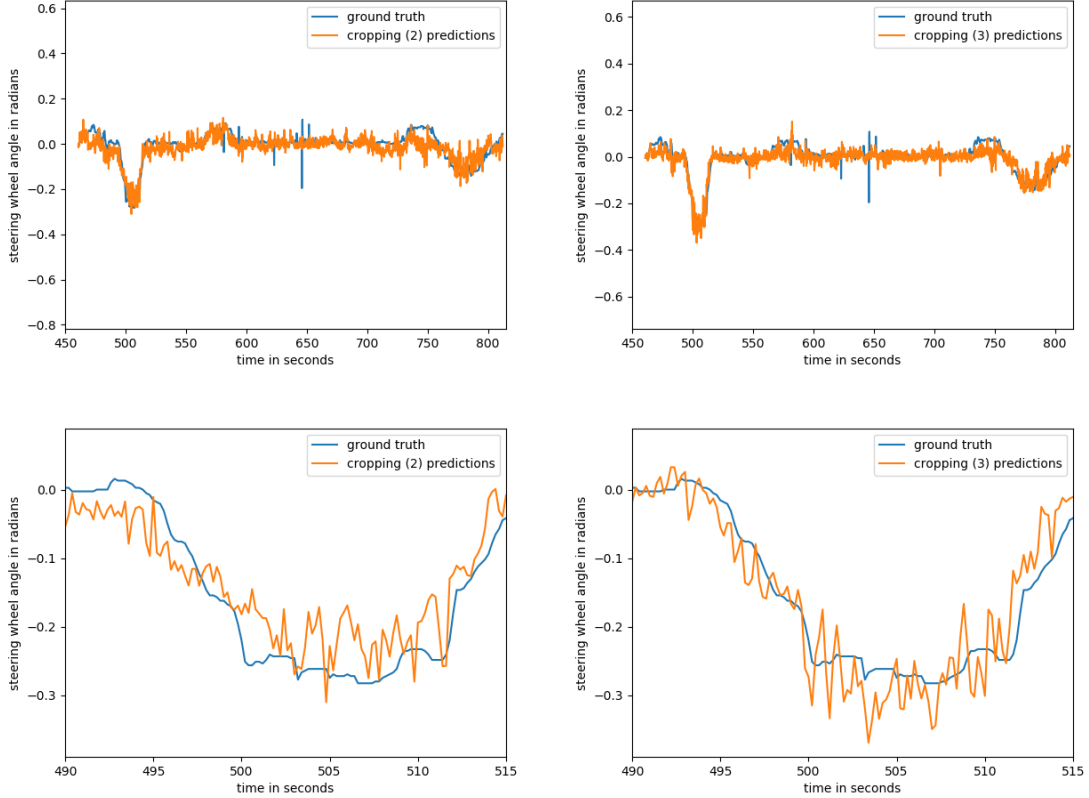 0.6
0.4
0.2
0.0
−0.2
−0.4
−0.6
−0.8
steering wheel angle in radians
ground truth
cropping (2) predictions
450 500 550 600 650 700 750 800
time in seconds
0.6
0.4
0.2
0.0
−0.2
−0.4
−0.6
steering wheel angle in radians
ground truth
cropping (3) predictions
450 500 550 600 650 700 750 800
time in seconds
0.0
−0.1
−0.2
−0.3
steering wheel angle in radians
ground truth
cropping (2) predictions
490 495 500 505 510 515
time in seconds
0.0
−0.1
−0.2
−0.3
steering wheel angle in radians
ground truth
cropping (3) predictions
490 495 500 505 510 515
time in seconds